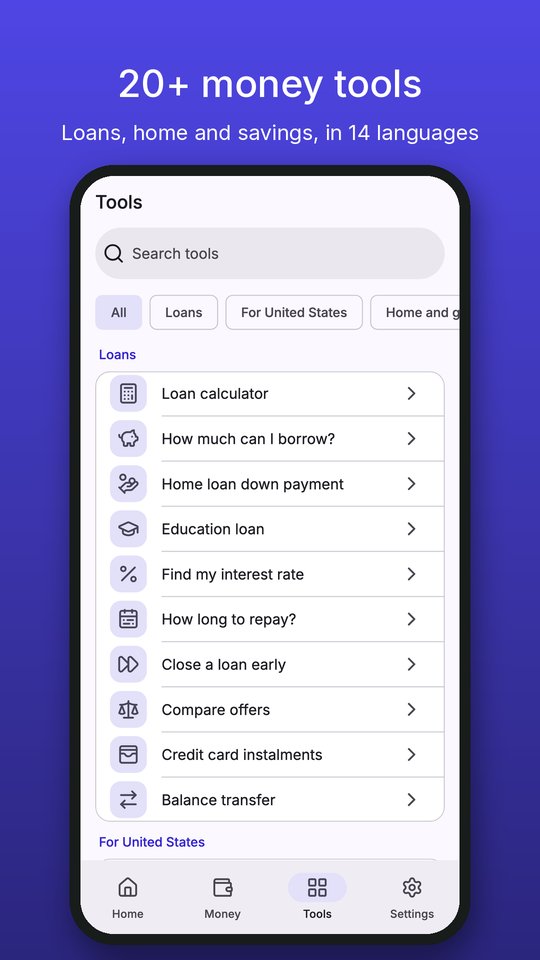 20+ money tools
Loans, home and savings, in 14 languages
Tools
Search tools
All
Loans
For United States
Home and g
Loans
Loan calculator
How much can I borrow?
Home loan down payment
Education loan
Find my interest rate
How long to repay?
Close a loan early
Compare offers
Credit card instalments
Balance transfer
For United States
Home
Money
Tools
Settings